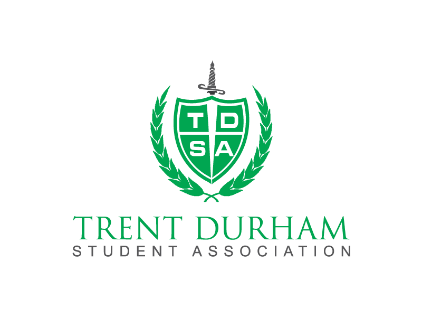 T D
S A
TRENT DURHAM
STUDENT ASSOCIATION